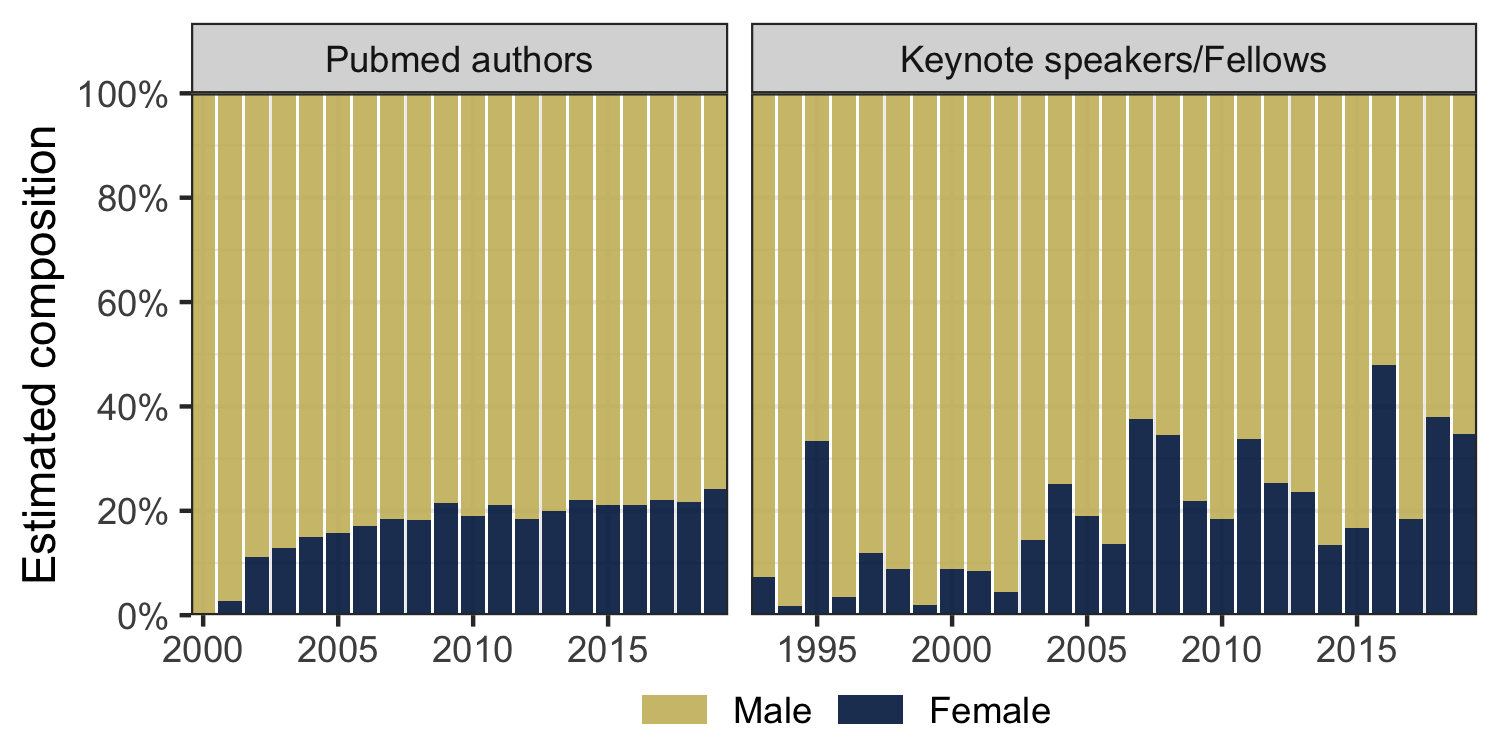 Pubmed authors
Keynote speakers/Fellows
Estimated composition
100%
80%
60%
40%
20%
0%
2000 2005 2010 2015
1995 2000 2005 2010 2015
Male Female